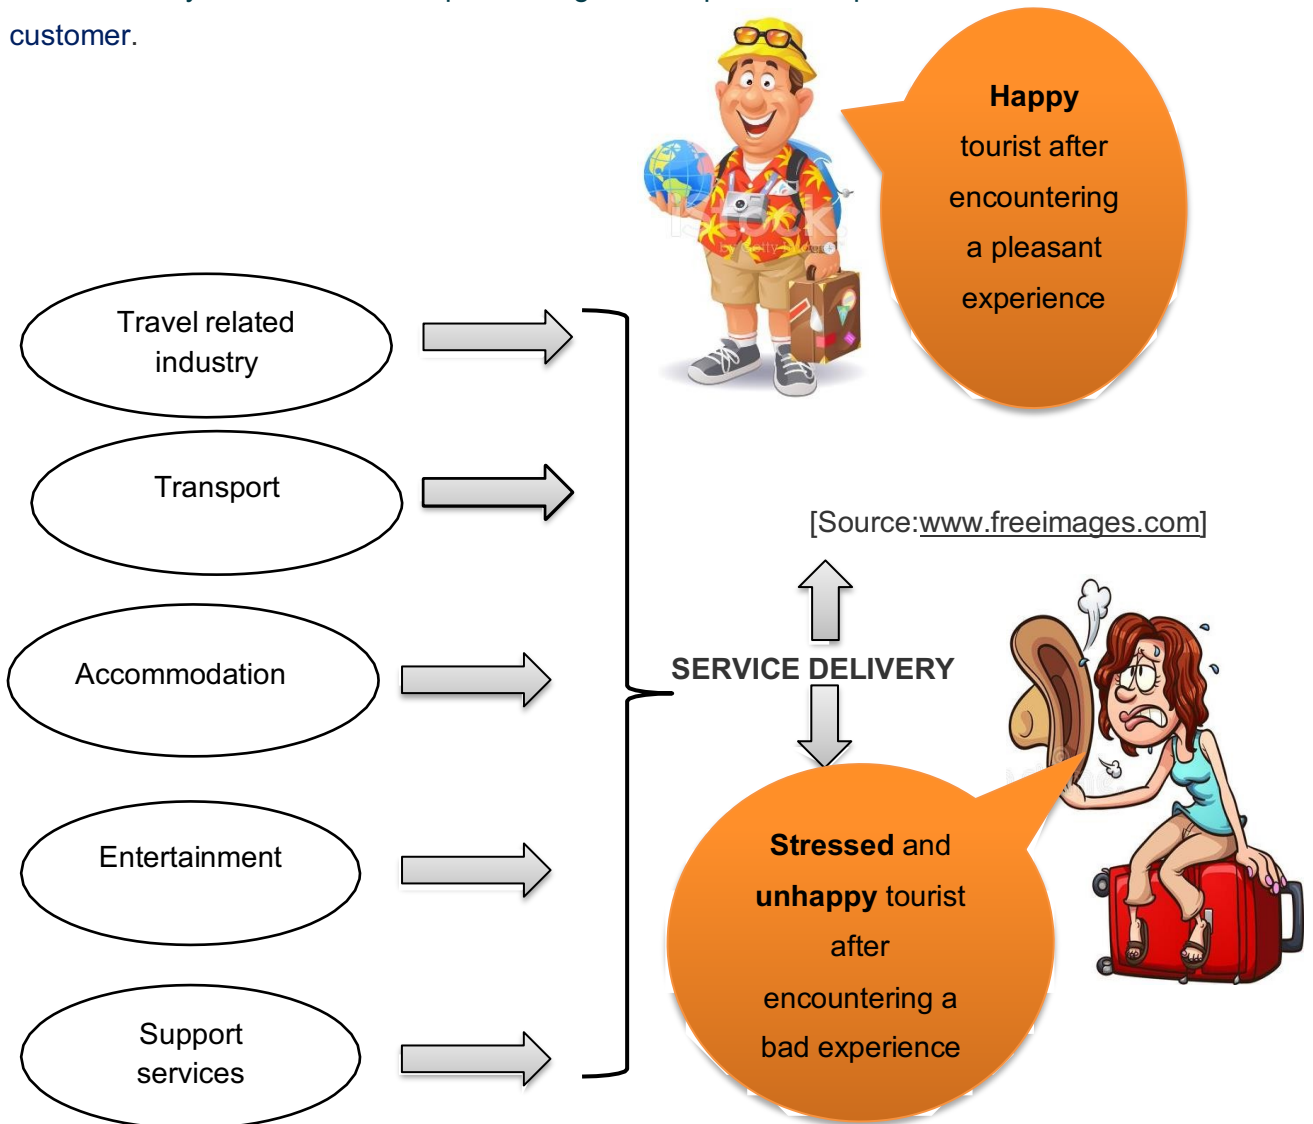 customer.
Happy
tourist after
encountering
a pleasant
experience
Travel related
industry
Transport
[Source:www.freeimages.com]
Accommodation
SERVICE DELIVERY
Entertainment
Stressed and
unhappy tourist
after
encountering a
bad experience
Support
services
iStock